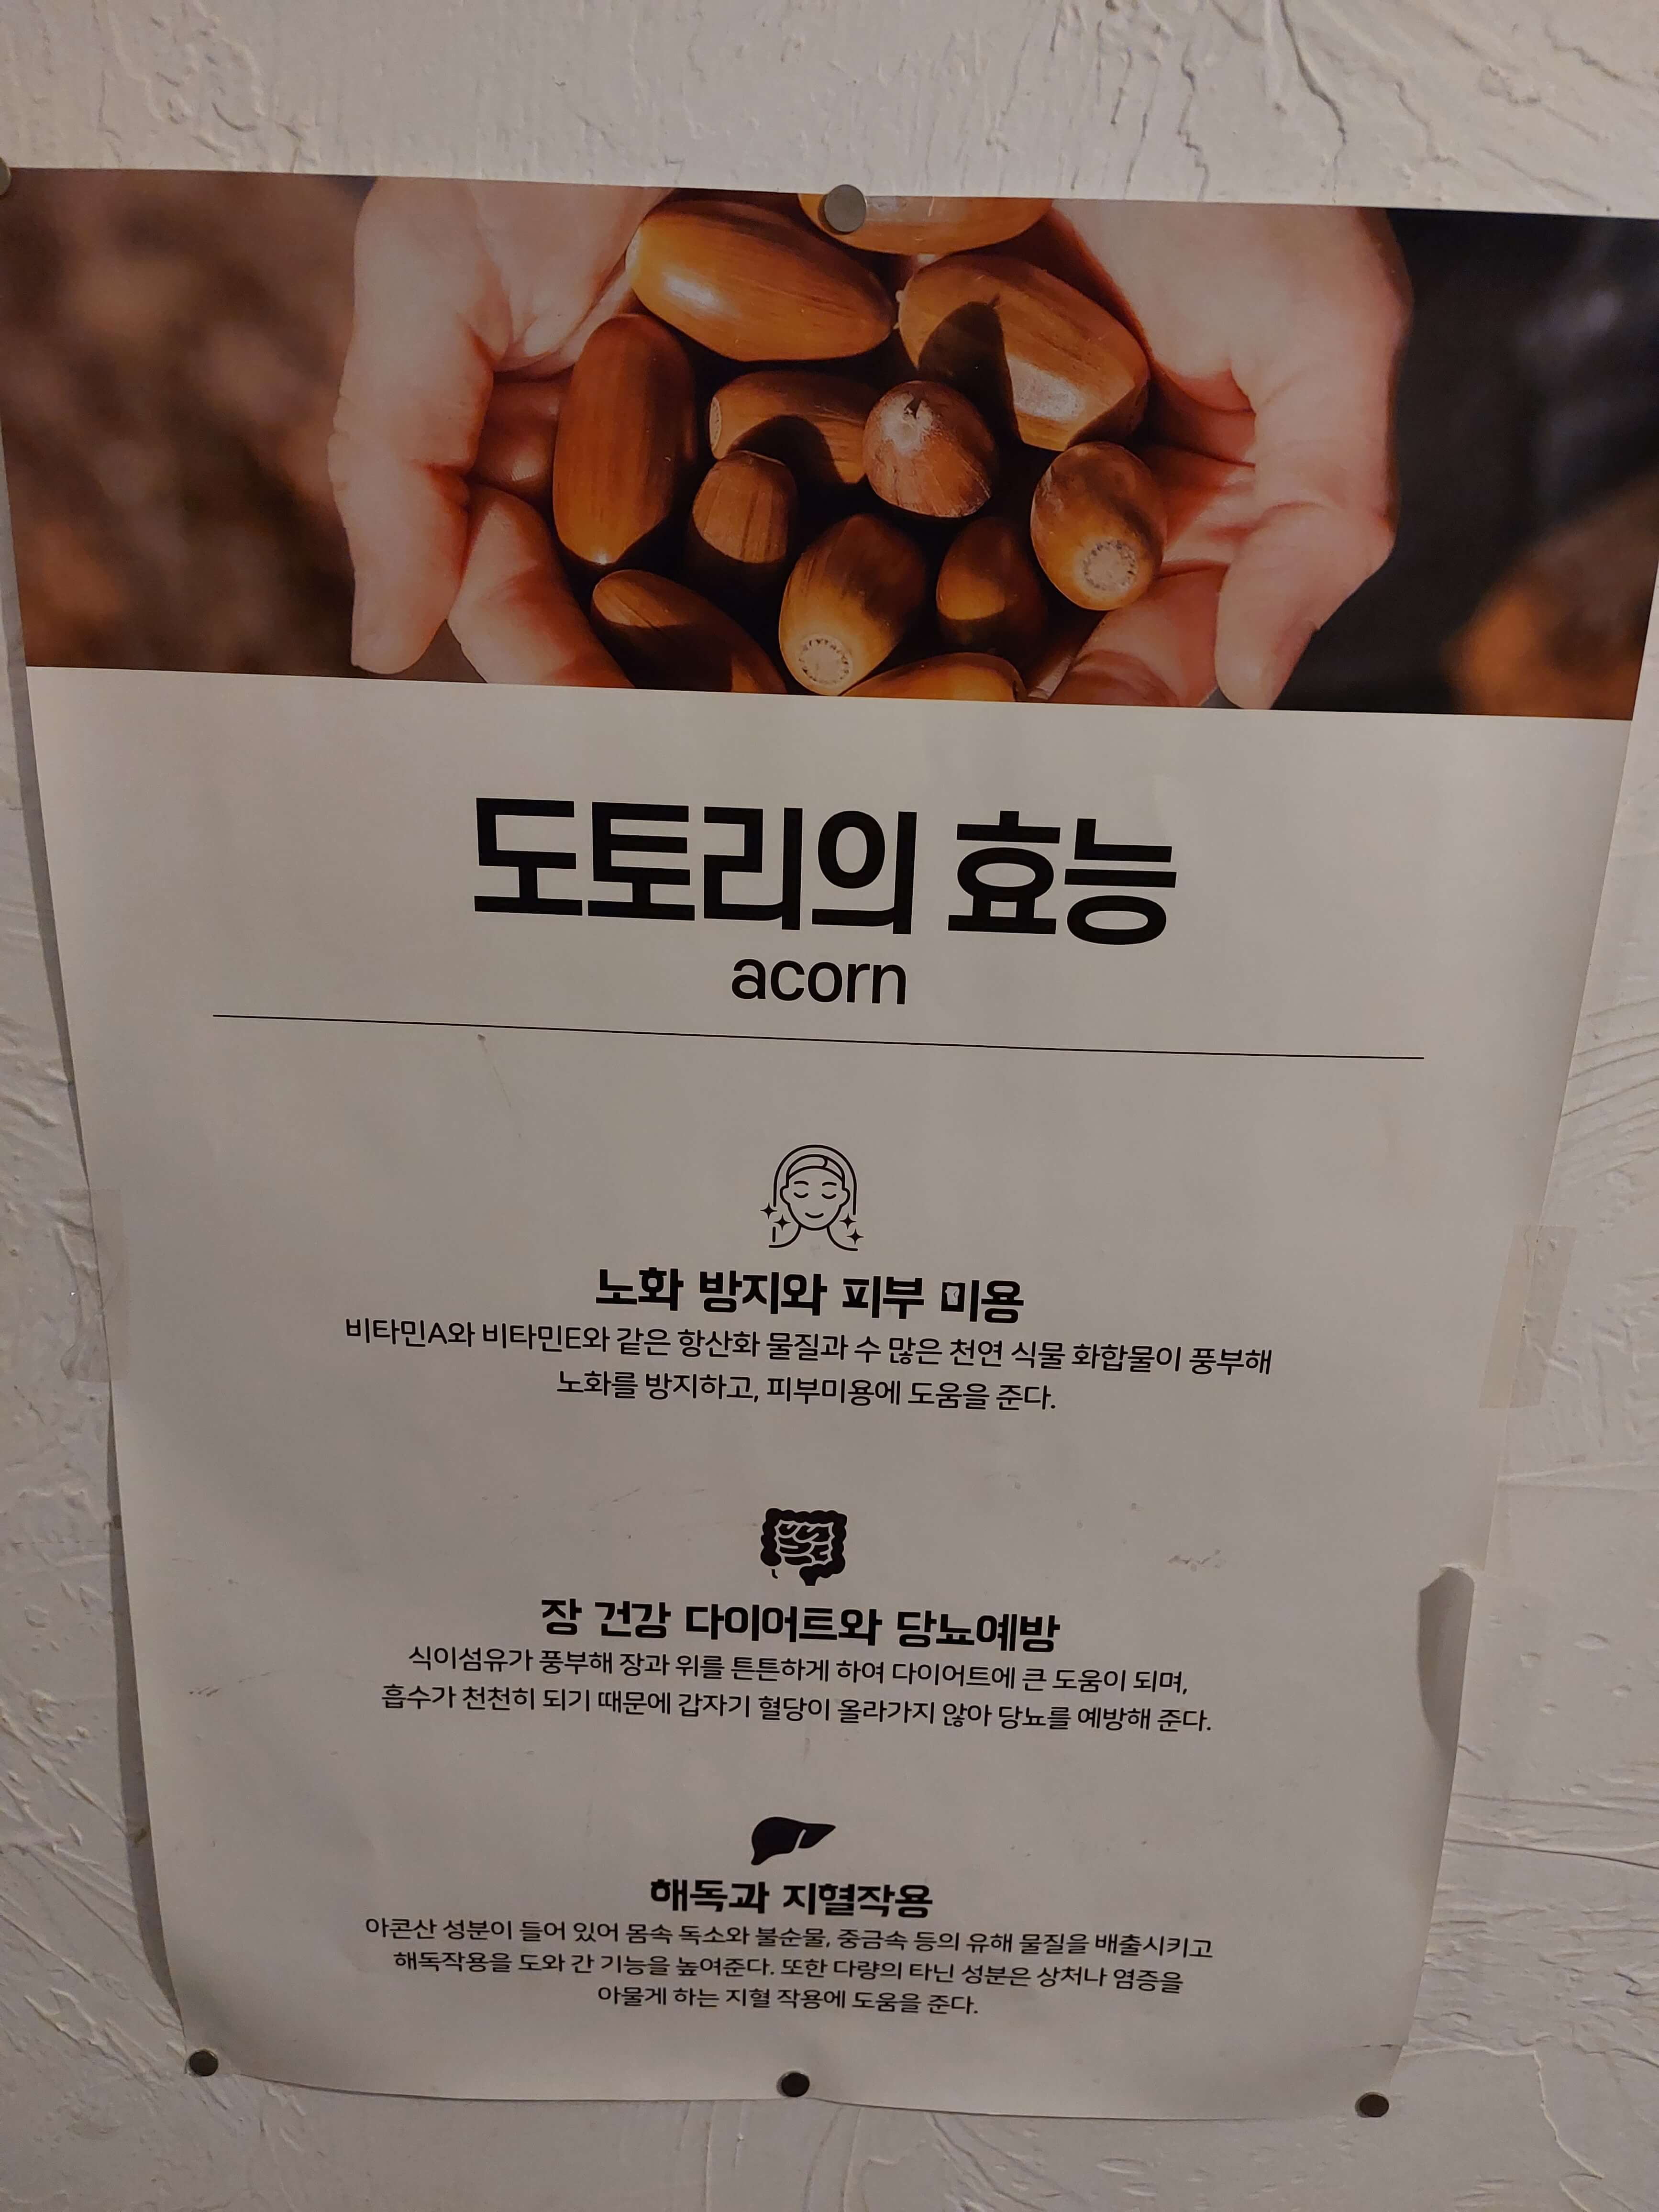 도토리의 효능
acorn
노화 방지와 피부 미용
비타민A와 비타민E와 같은 항산화 물질과 수 많은 천연 식물 화합물이 풍부해
노화를 방지하고, 피부미용에 도움을 준다.
장 건강 다이어트와 당뇨예방
식이섬유가 풍부해 장과 위를 튼튼하게 하여 다이어트에 큰 도움이 되며,
흡수가 천천히 되기 때문에 갑자기 혈당이 올라가지 않아 당뇨를 예방해 준다.
해독과 지혈작용
아콘산 성분이 들어 있어 몸속 독소와 불순물, 중금속 등의 유해 물질을 배출시키고
해독작용을 도와 간 기능을 높여준다. 또한 다량의 타닌 성분은 상처나 염증을
아물게 하는 지혈 작용에 도움을 준다.